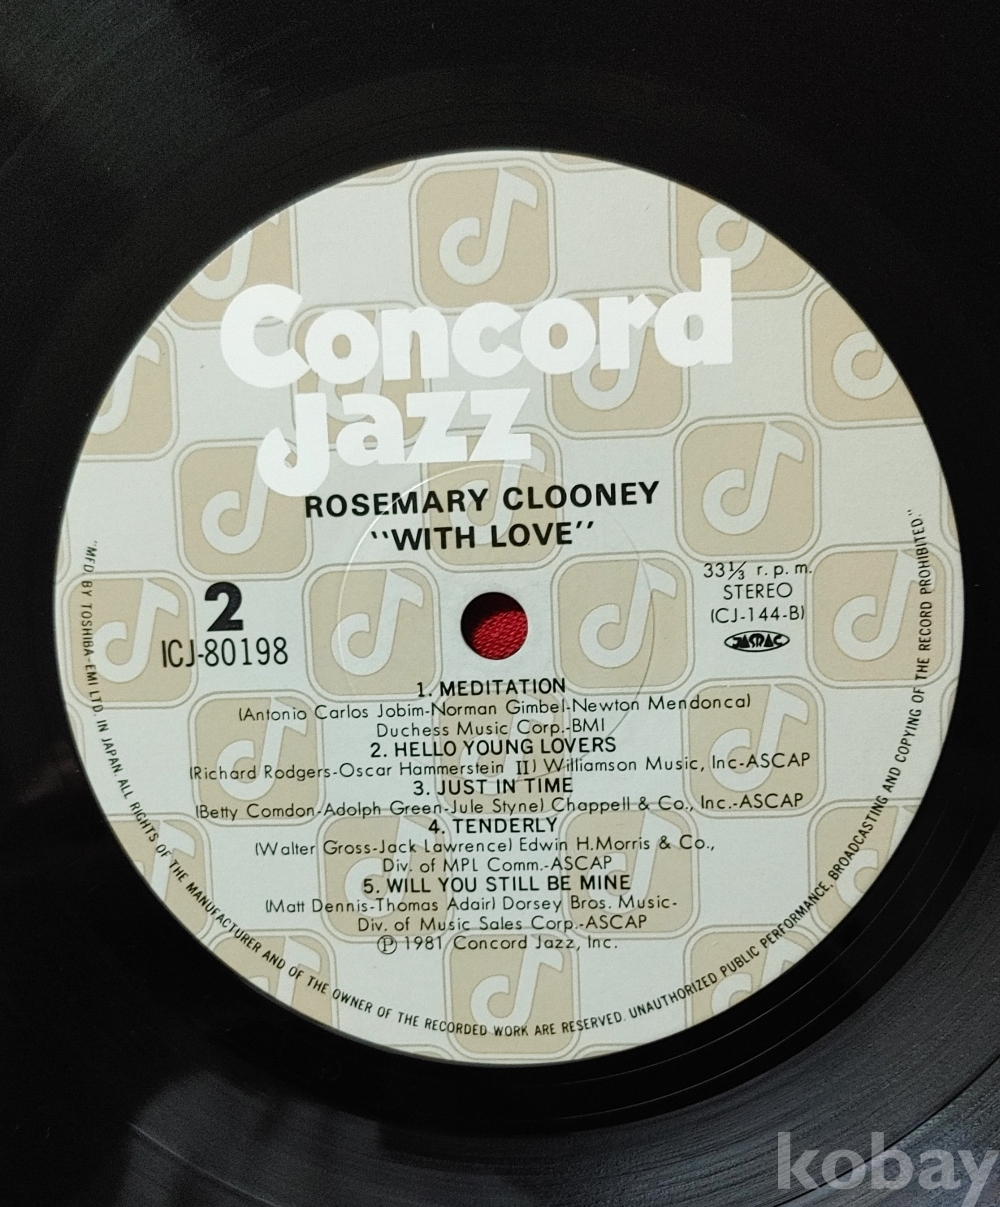 Concord
Jazz
ROSEMARY CLOONEY
"WITH LOVE"
33⅓ r.p.m.
STEREO
(CJ-144-B)
JASRAC
2
ICJ-80198
1. MEDITATION
(Antonio Carlos Jobim-Norman Gimbel-Newton Mendonca)
Duchess Music Corp.-BMI
2. HELLO YOUNG LOVERS
(Richard Rodgers-Oscar Hammerstein II) Williamson Music, Inc-ASCAP
3. JUST IN TIME
(Betty Comdon-Adolph Green-Jule Styne) Chappell & Co., Inc.-ASCAP
4. TENDERLY
(Walter Gross-Jack Lawrence) Edwin H.Morris & Co.,
Div. of MPL Comm.-ASCAP
5. WILL YOU STILL BE MINE
(Matt Dennis-Thomas Adair) Dorsey Bros. Music-
Div. of Music Sales Corp.-ASCAP
℗ 1981 Concord Jazz, Inc.
"MFD BY TOSHIBA-EMI LTD. IN JAPAN ALL RIGHTS OF THE MANUFACTURER AND OF THE OWNER OF THE RECORDED WORK ARE RESERVED. UNAUTHORIZED PUBLIC PERFORMANCE, BROADCASTING AND COPYING OF THE RECORD PROHIBITED."
kobay